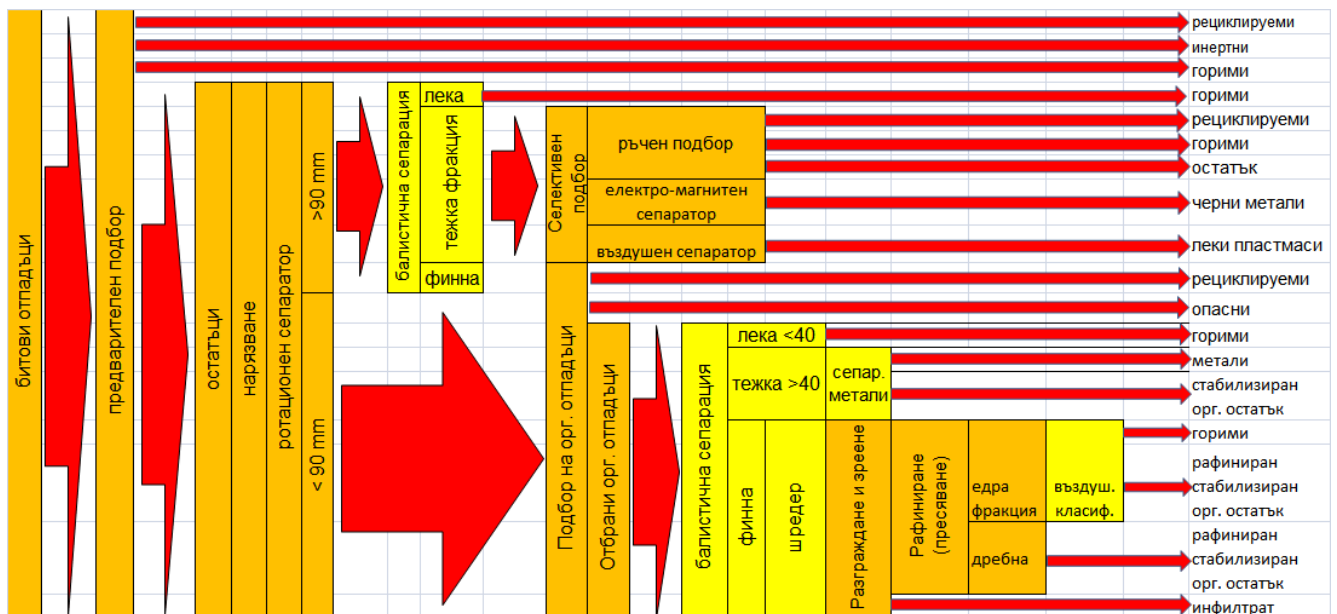 битови отпадъци
предварителен подбор
остатъци
нарязване
ротационен сепаратор
>90 mm
< 90 mm
балистична сепарация
лека
тежка фракция
финна
Селективен
подбор
ръчен подбор
електро-магнитен
сепаратор
въздушен сепаратор
Подбор на орг. отпадъци
Отбрани орг. отпадъци
балистична сепарация
лека <40
тежка >40
сепар.
метали
финна
шредер
Разграждане и зреене
Рафиниране
(пресяване)
едра
фракция
дребна
въздуш.
класиф.
рециклируеми
инертни
горими
горими
рециклируеми
горими
остатък
черни метали
леки пластмаси
рециклируеми
опасни
горими
метали
стабилизиран
орг. остатък
горими
рафиниран
стабилизиран
орг. остатък
рафиниран
стабилизиран
орг. остатък
инфилтрат